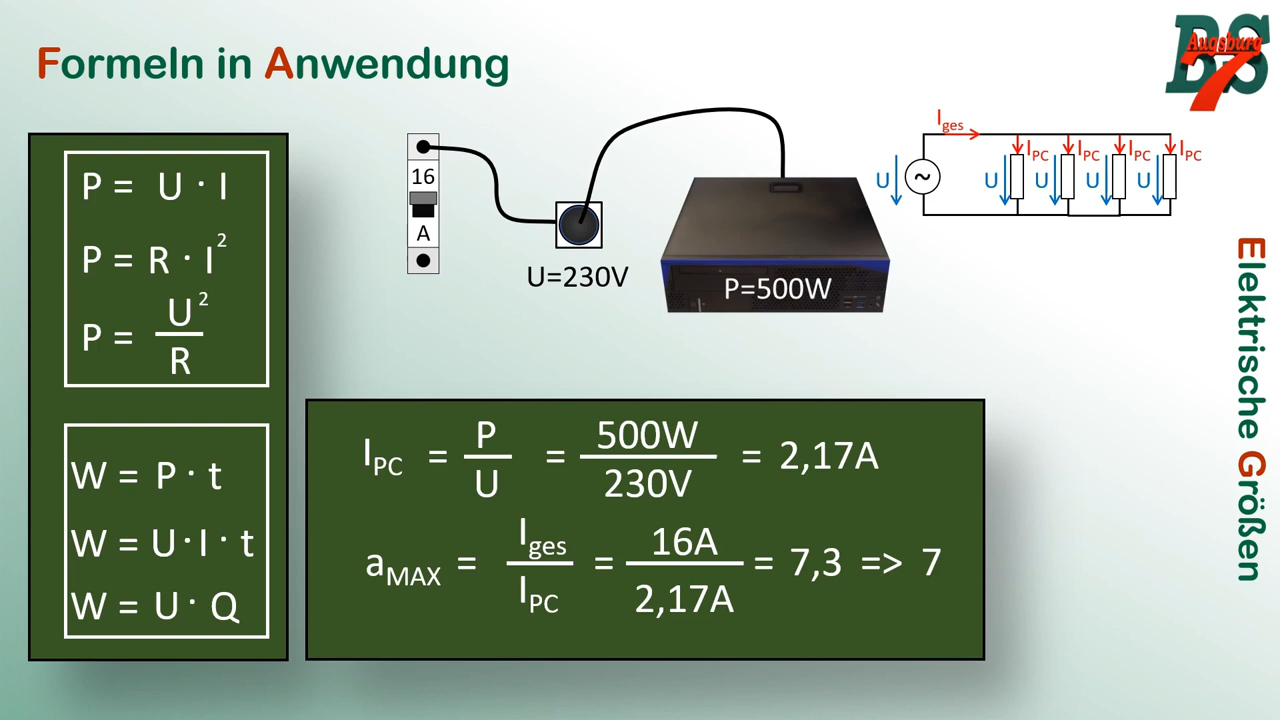 Formeln in Anwendung
BS
Augsburg
7
P = U · I
P = R · I²
P = U² / R
W = P · t
W = U · I · t
W = U · Q
16
A
U=230V
P=500W
Iges
IPC IPC IPC IPC
U U U U U
~
IPC = P / U = 500W / 230V = 2,17A
aMAX = Iges / IPC = 16A / 2,17A = 7,3 => 7
Elektrische Größen